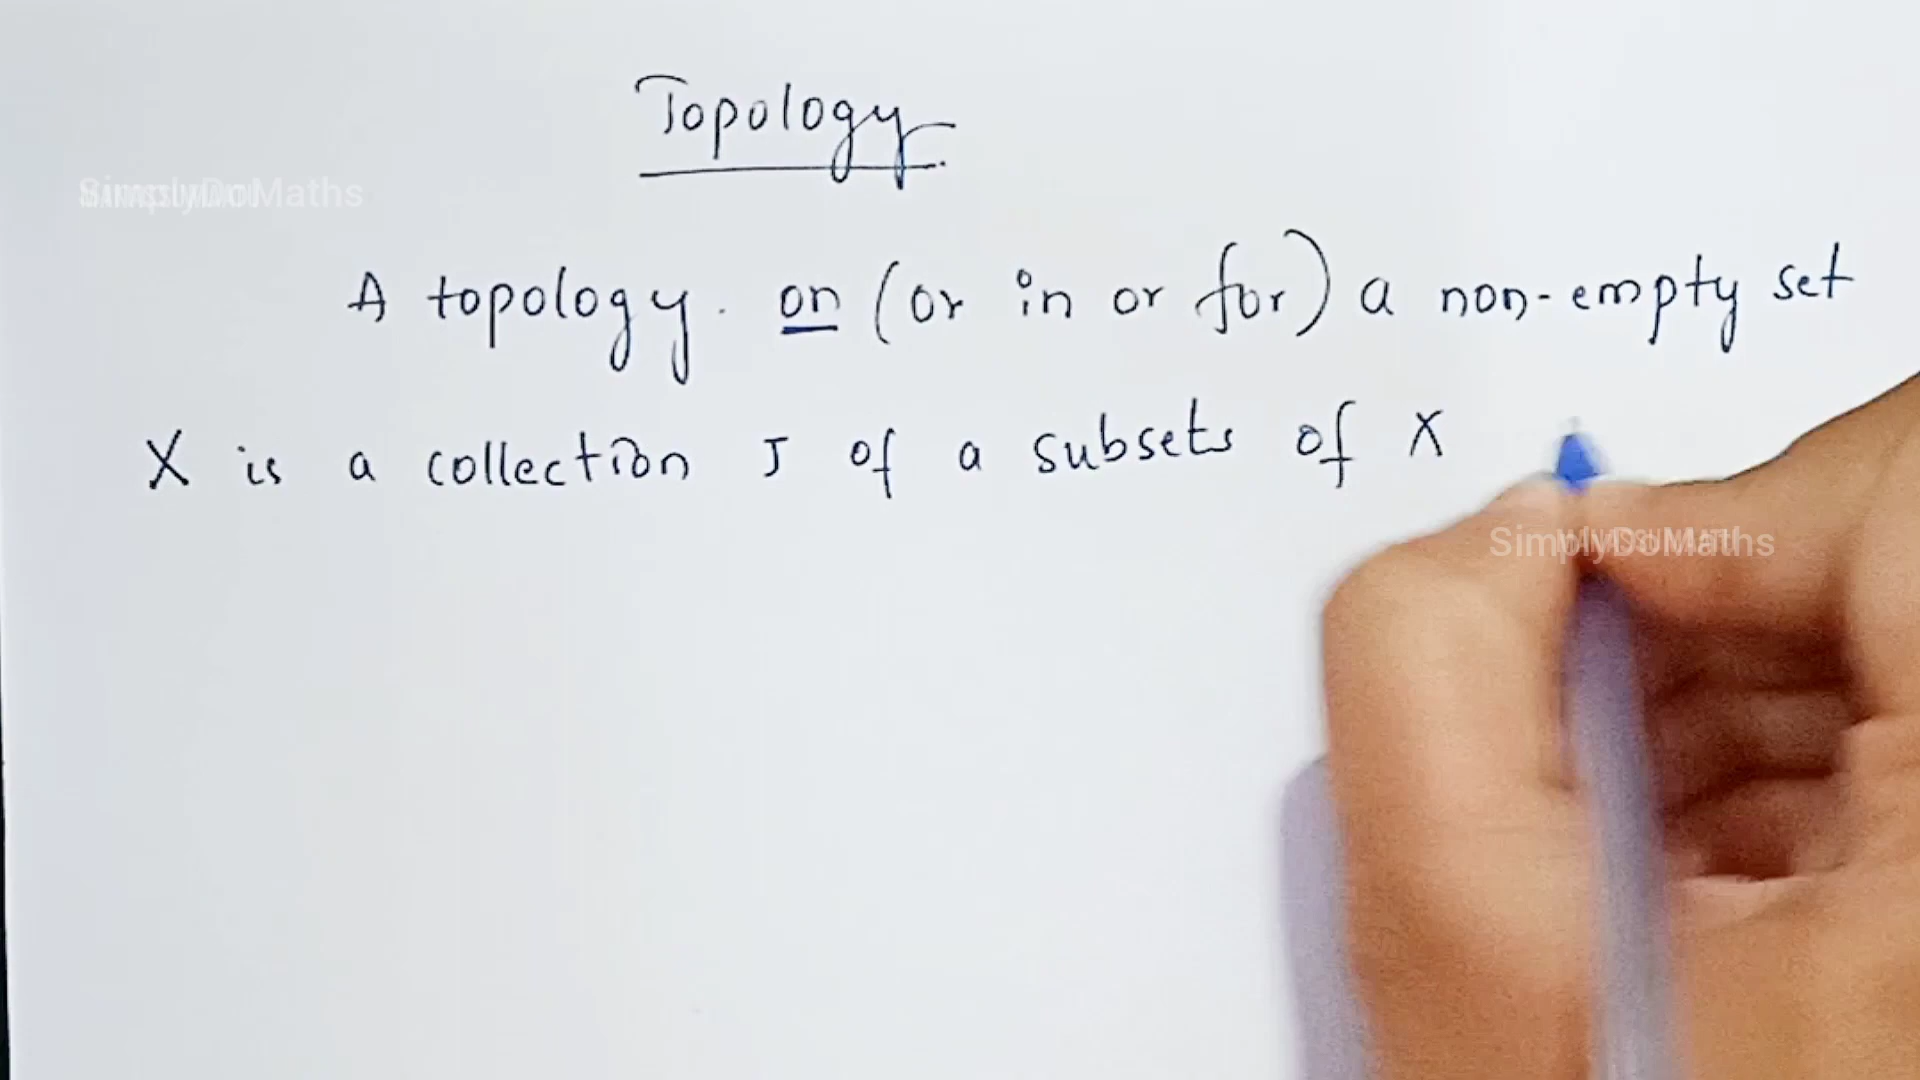 Topology
SimplyDoMaths
A topology. on (or in or for) a non-empty set
X is a collection J of a subsets of X
SimplyDoMaths